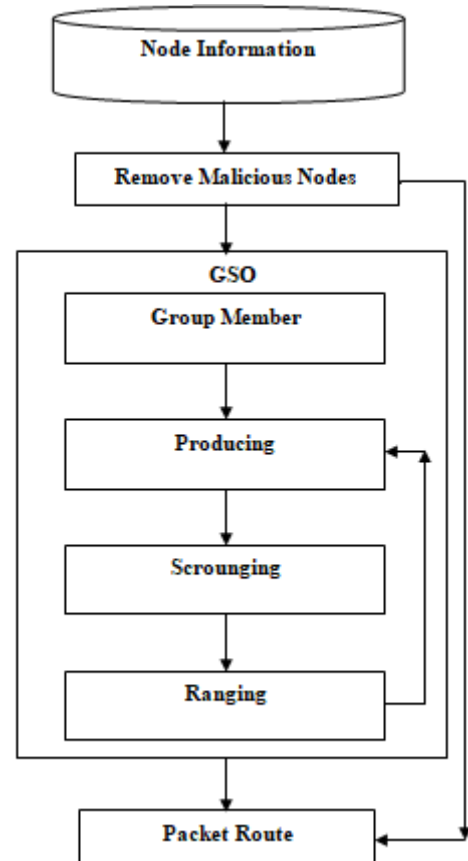 Node Information
Remove Malicious Nodes
GSO
Group Member
Producing
Scrounging
Ranging
Packet Route